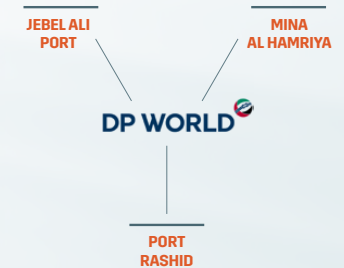 JEBEL ALI
PORT
MINA
AL HAMRIYA
DP WORLD
PORT
RASHID